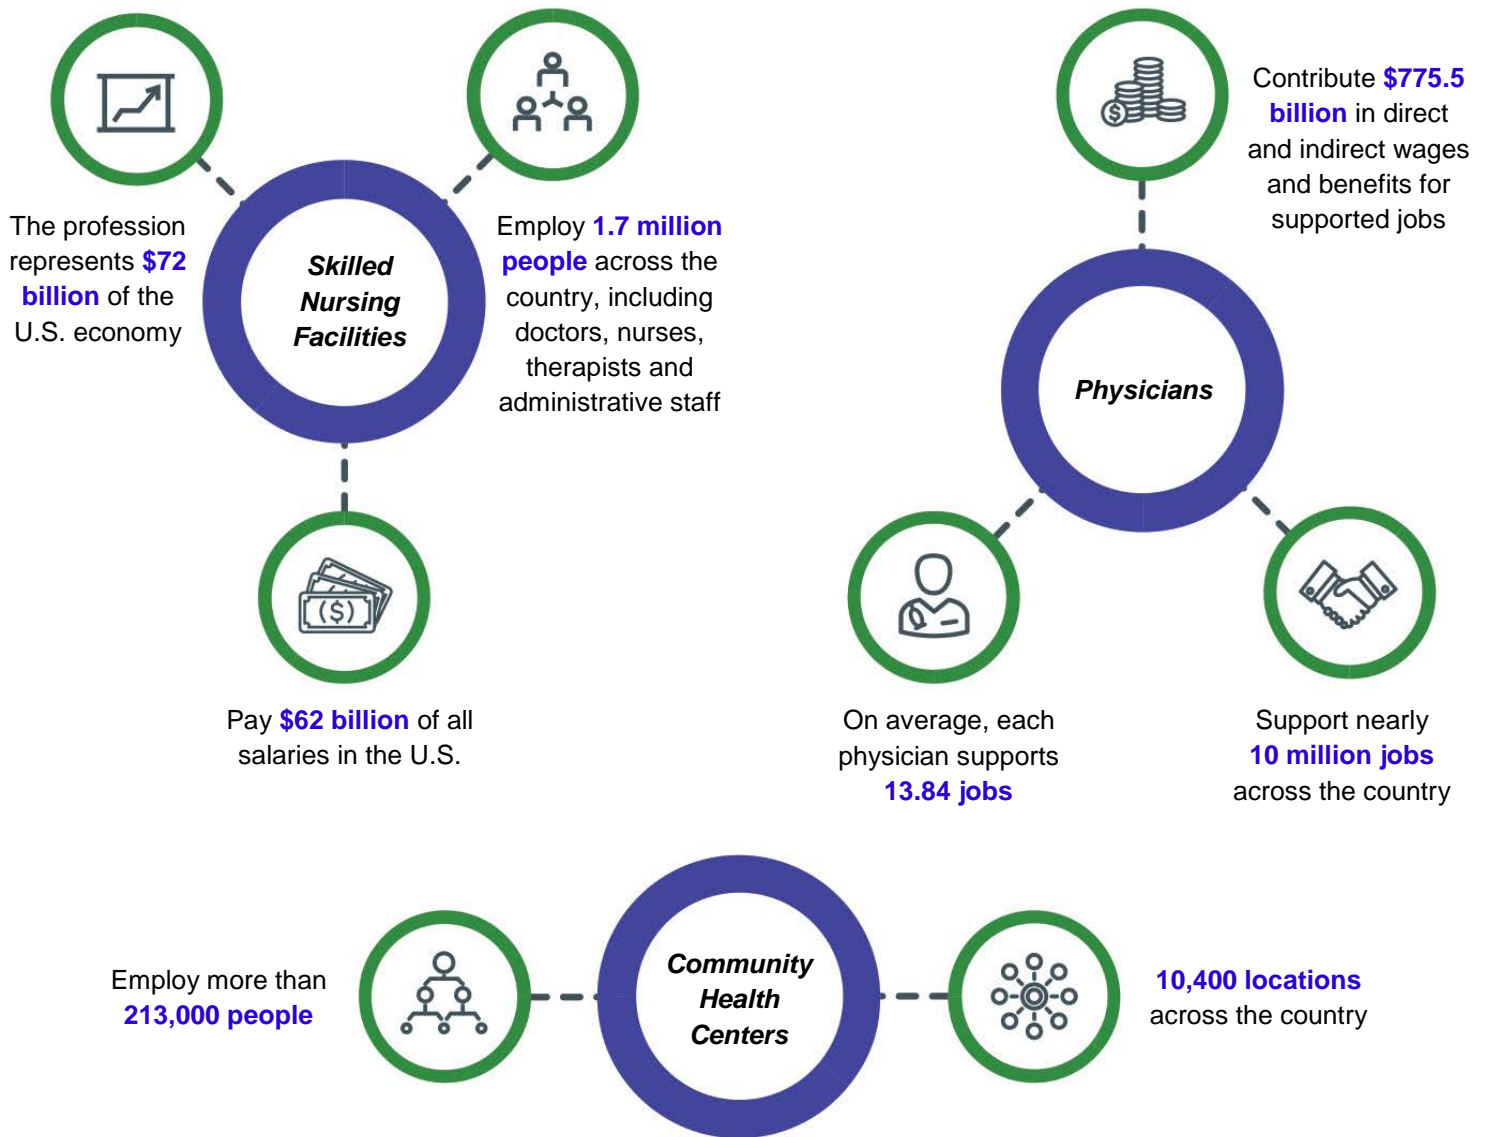 The profession
represents $72
billion of the
U.S. economy
Skilled
Nursing
Facilities
Employ 1.7 million
people across the
country, including
doctors, nurses,
therapists and
administrative staff
($)
Pay $62 billion of all
salaries in the U.S.
$
Contribute $775.5
billion in direct
and indirect wages
and benefits for
supported jobs
Physicians
On average, each
physician supports
13.84 jobs
Support nearly
10 million jobs
across the country
Employ more than
213,000 people
Community
Health
Centers
10,400 locations
across the country